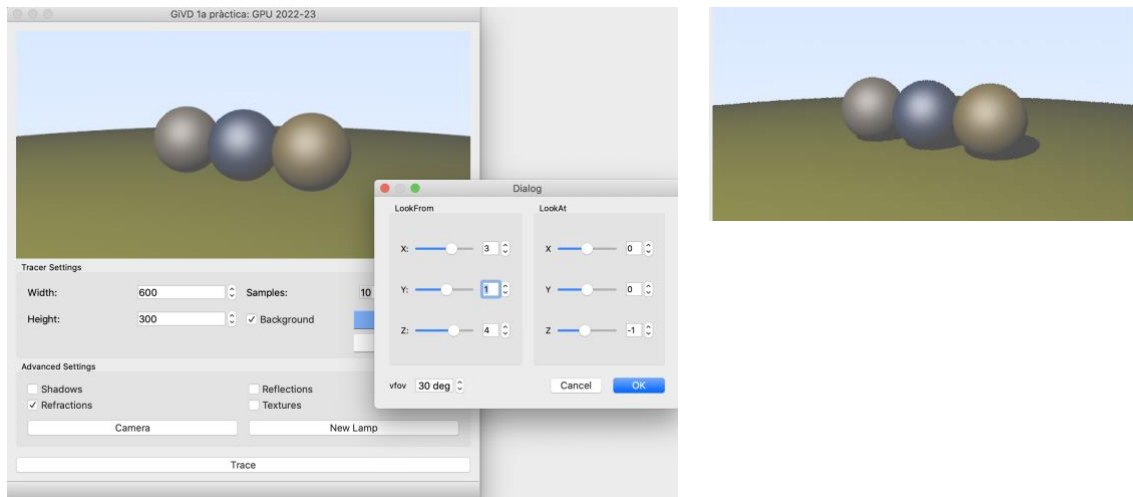 GiVD 1a pràctica: GPU 2022-23
Tracer Settings
Width: 600 Samples: 10
Height: 300 Background
Advanced Settings
Shadows Reflections
Refractions Textures
Camera New Lamp
Trace
Dialog
LookFrom LookAt
X: 3 X 0
Y: 1 Y 0
Z: 4 Z -1
vfov 30 deg Cancel OK